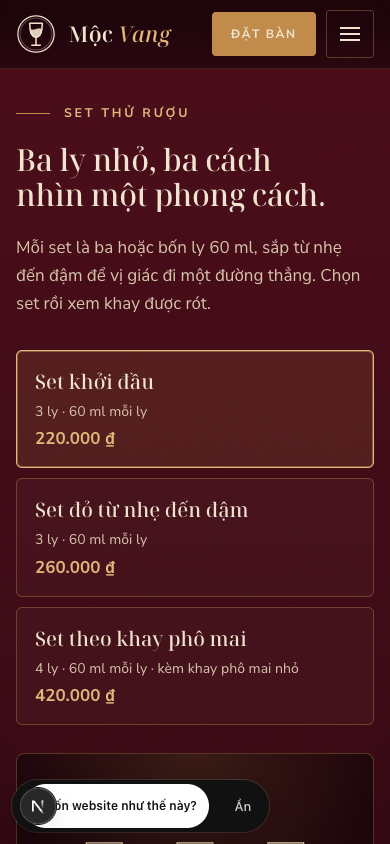 Mộc Vang
ĐẶT BÀN
SET THỬ RƯỢU
Ba ly nhỏ, ba cách
nhìn một phong cách.
Mỗi set là ba hoặc bốn ly 60 ml, sắp từ nhẹ
đến đậm để vị giác đi một đường thẳng. Chọn
set rồi xem khay được rót.
Set khởi đầu
3 ly · 60 ml mỗi ly
220.000 ₫
Set đỏ từ nhẹ đến đậm
3 ly · 60 ml mỗi ly
260.000 ₫
Set theo khay phô mai
4 ly · 60 ml mỗi ly · kèm khay phô mai nhỏ
420.000 ₫
website như thế này?
Ẩn